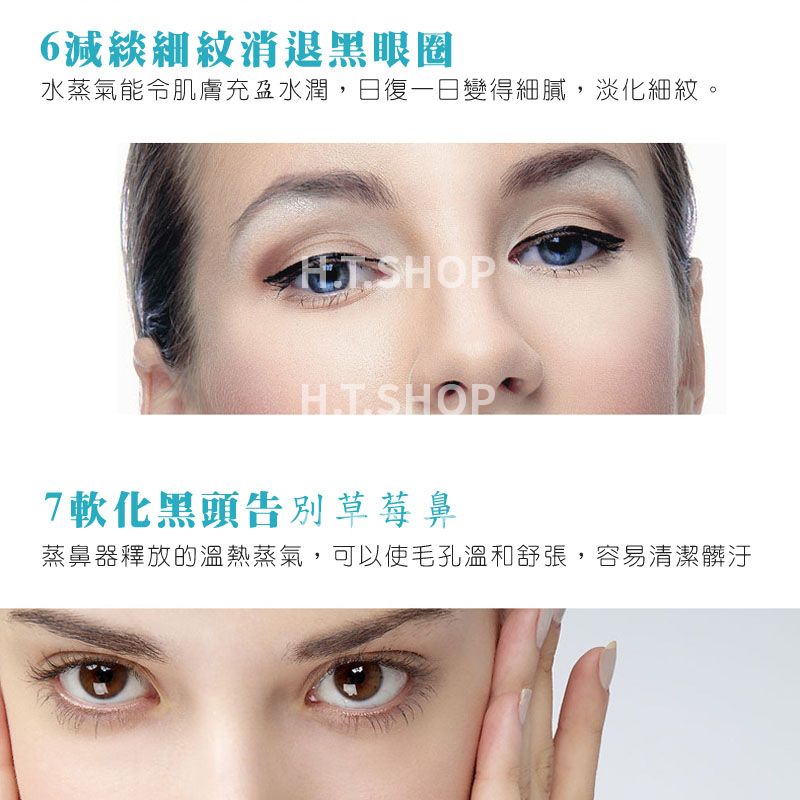 6減緂細紋消退黑眼圈
水蒸氣能令肌膚充盈水潤，日復一日變得細膩，淡化細紋。
H.T.SHOP
H.T.SHOP
7軟化黑頭告別草莓鼻
蒸鼻器釋放的溫熱蒸氣，可以使毛孔溫和舒張，容易清潔髒汙